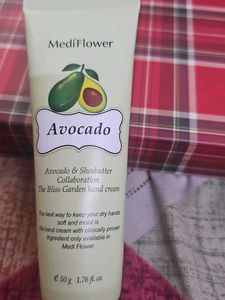 MediFlower
Avocado
Avocado & Sheabutter
Collaboration
The Bliss Garden hand cream
The best way to keep your dry hands
soft and moist is
hand cream with clinically proven
ingredient only available in
Medi Flower
e 50 g 1.76 fl. oz